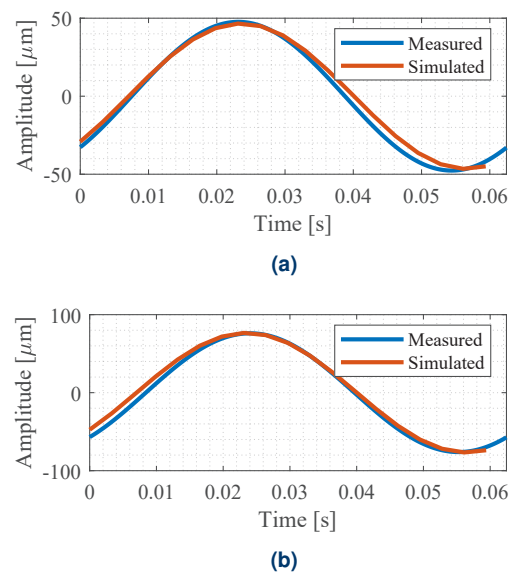 50
0
-50
Amplitude [μm]
Measured
Simulated
0 0.01 0.02 0.03 0.04 0.05 0.06
Time [s]
(a)
100
0
-100
Amplitude [μm]
Measured
Simulated
0 0.01 0.02 0.03 0.04 0.05 0.06
Time [s]
(b)